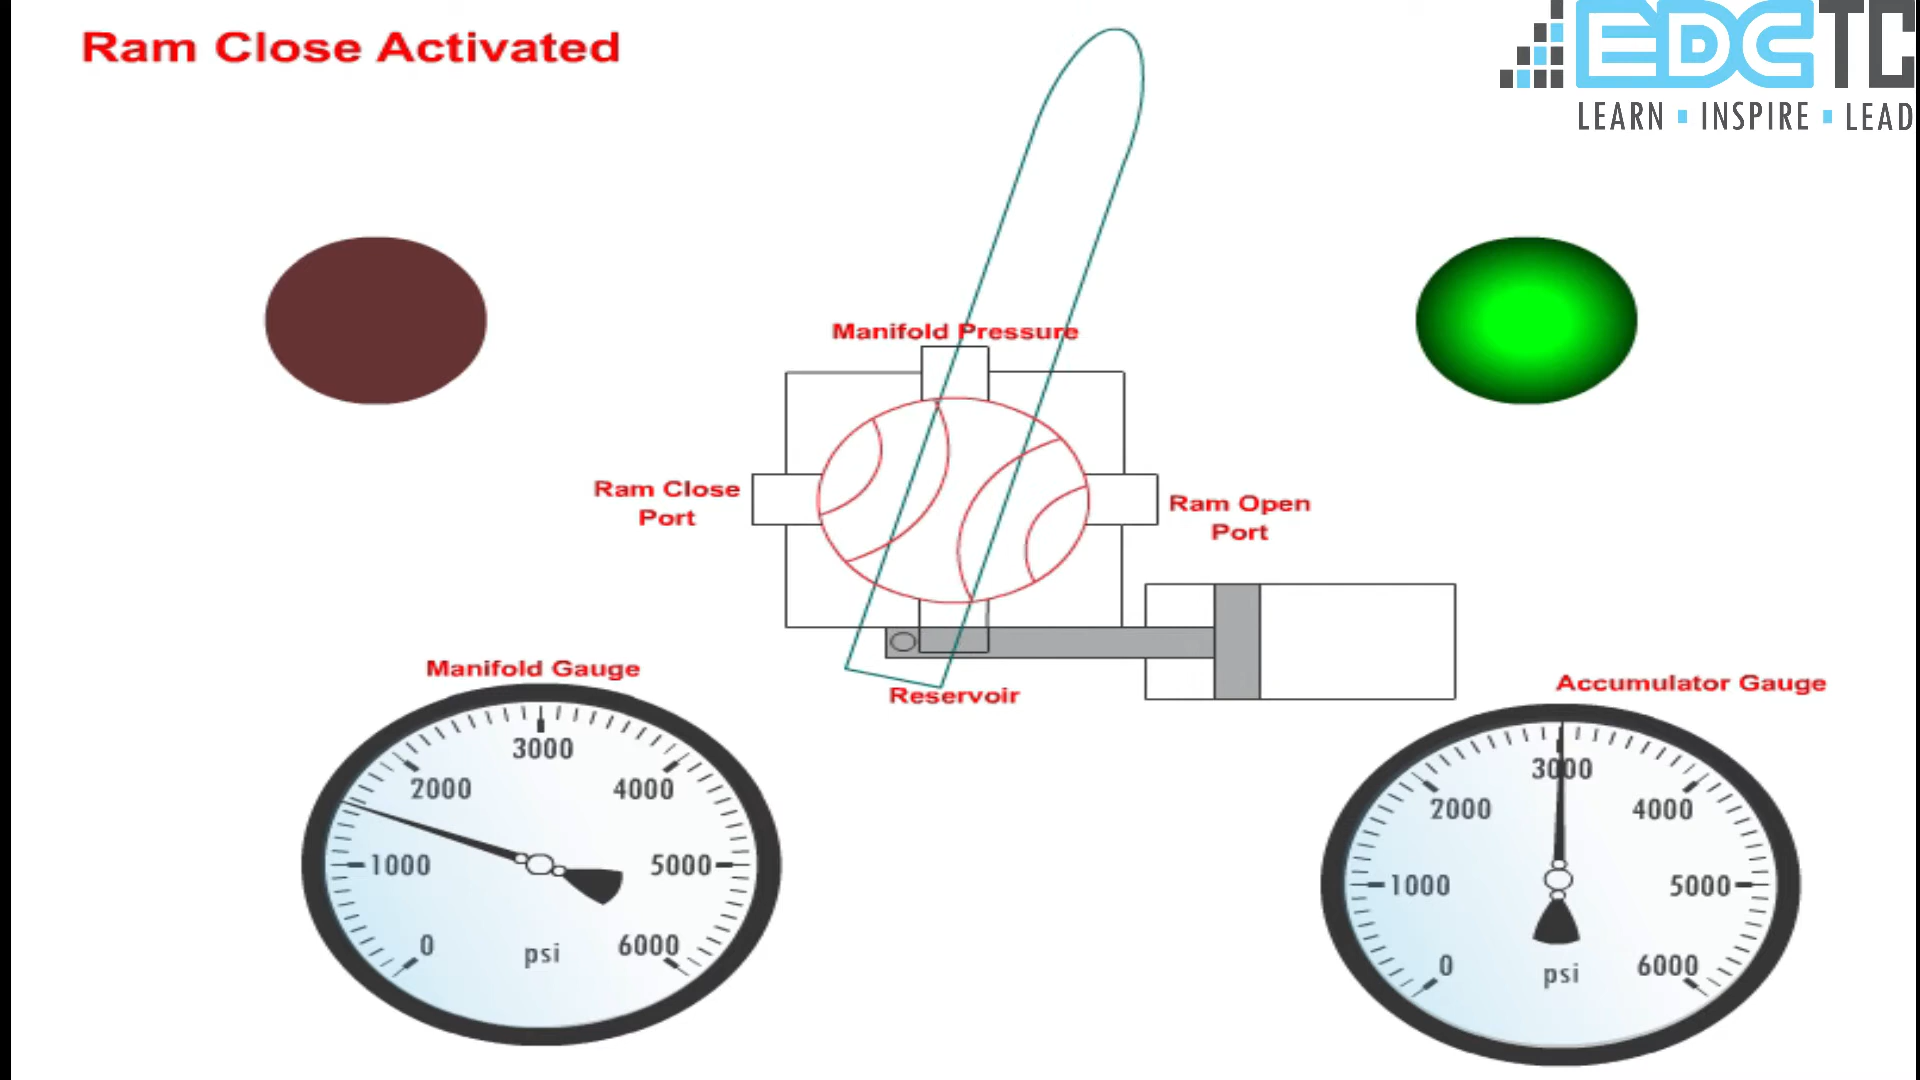 Ram Close Activated
EDCTC
LEARN ▪ INSPIRE ▪ LEAD
Manifold Pressure
Ram Close
Port
Ram Open
Port
Reservoir
Manifold Gauge
3000
2000
4000
1000
5000
0
6000
psi
Accumulator Gauge
3000
2000
4000
1000
5000
0
6000
psi